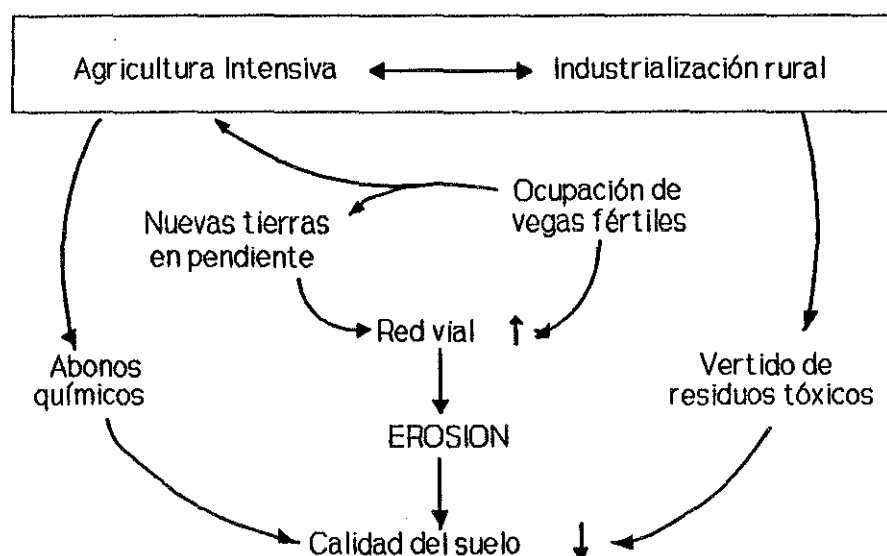 Agricultura Intensiva
Industrialización rural
Ocupación de
vegas fértiles
Nuevas tierras
en pendiente
Red vial
Abonos
químicos
Vertido de
residuos tóxicos
EROSION
Calidad del suelo